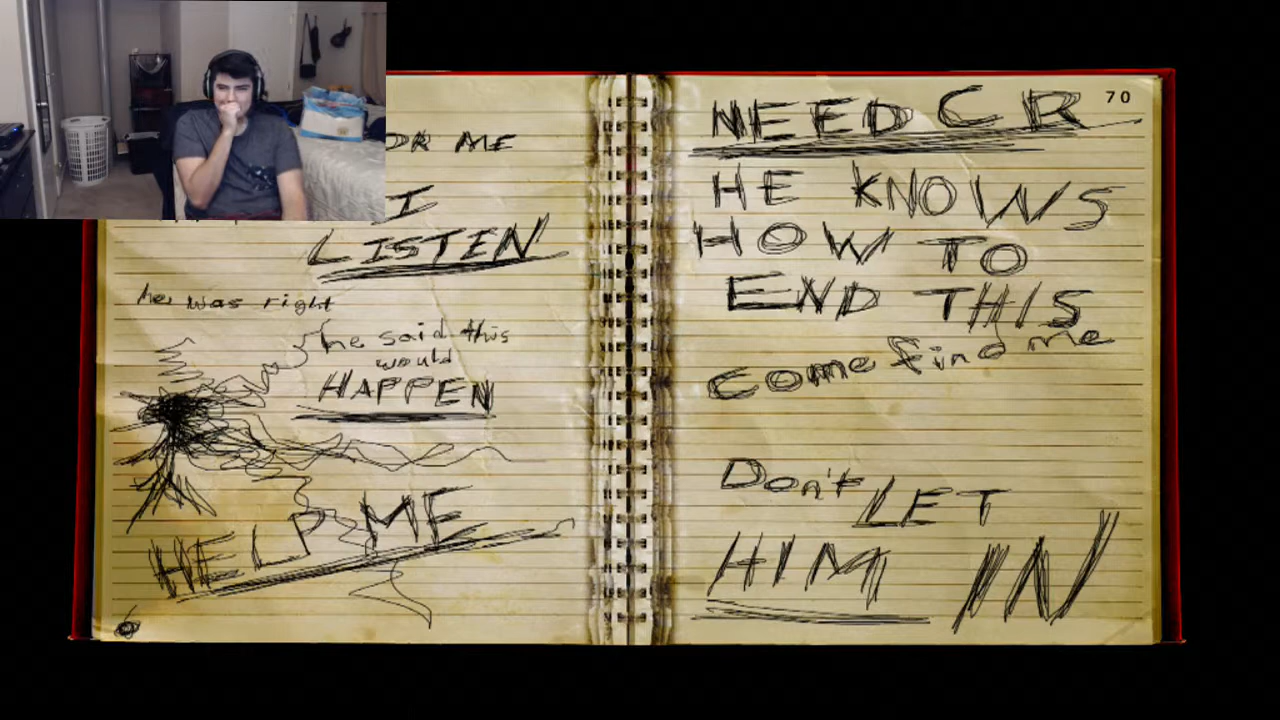 OR ME
I
LISTEN
he was right
he said this
would
HAPPEN
HELP ME
70
NEED CR
HE KNOWS
HOW TO
END THIS
come find me
Don't LET
HIM IN